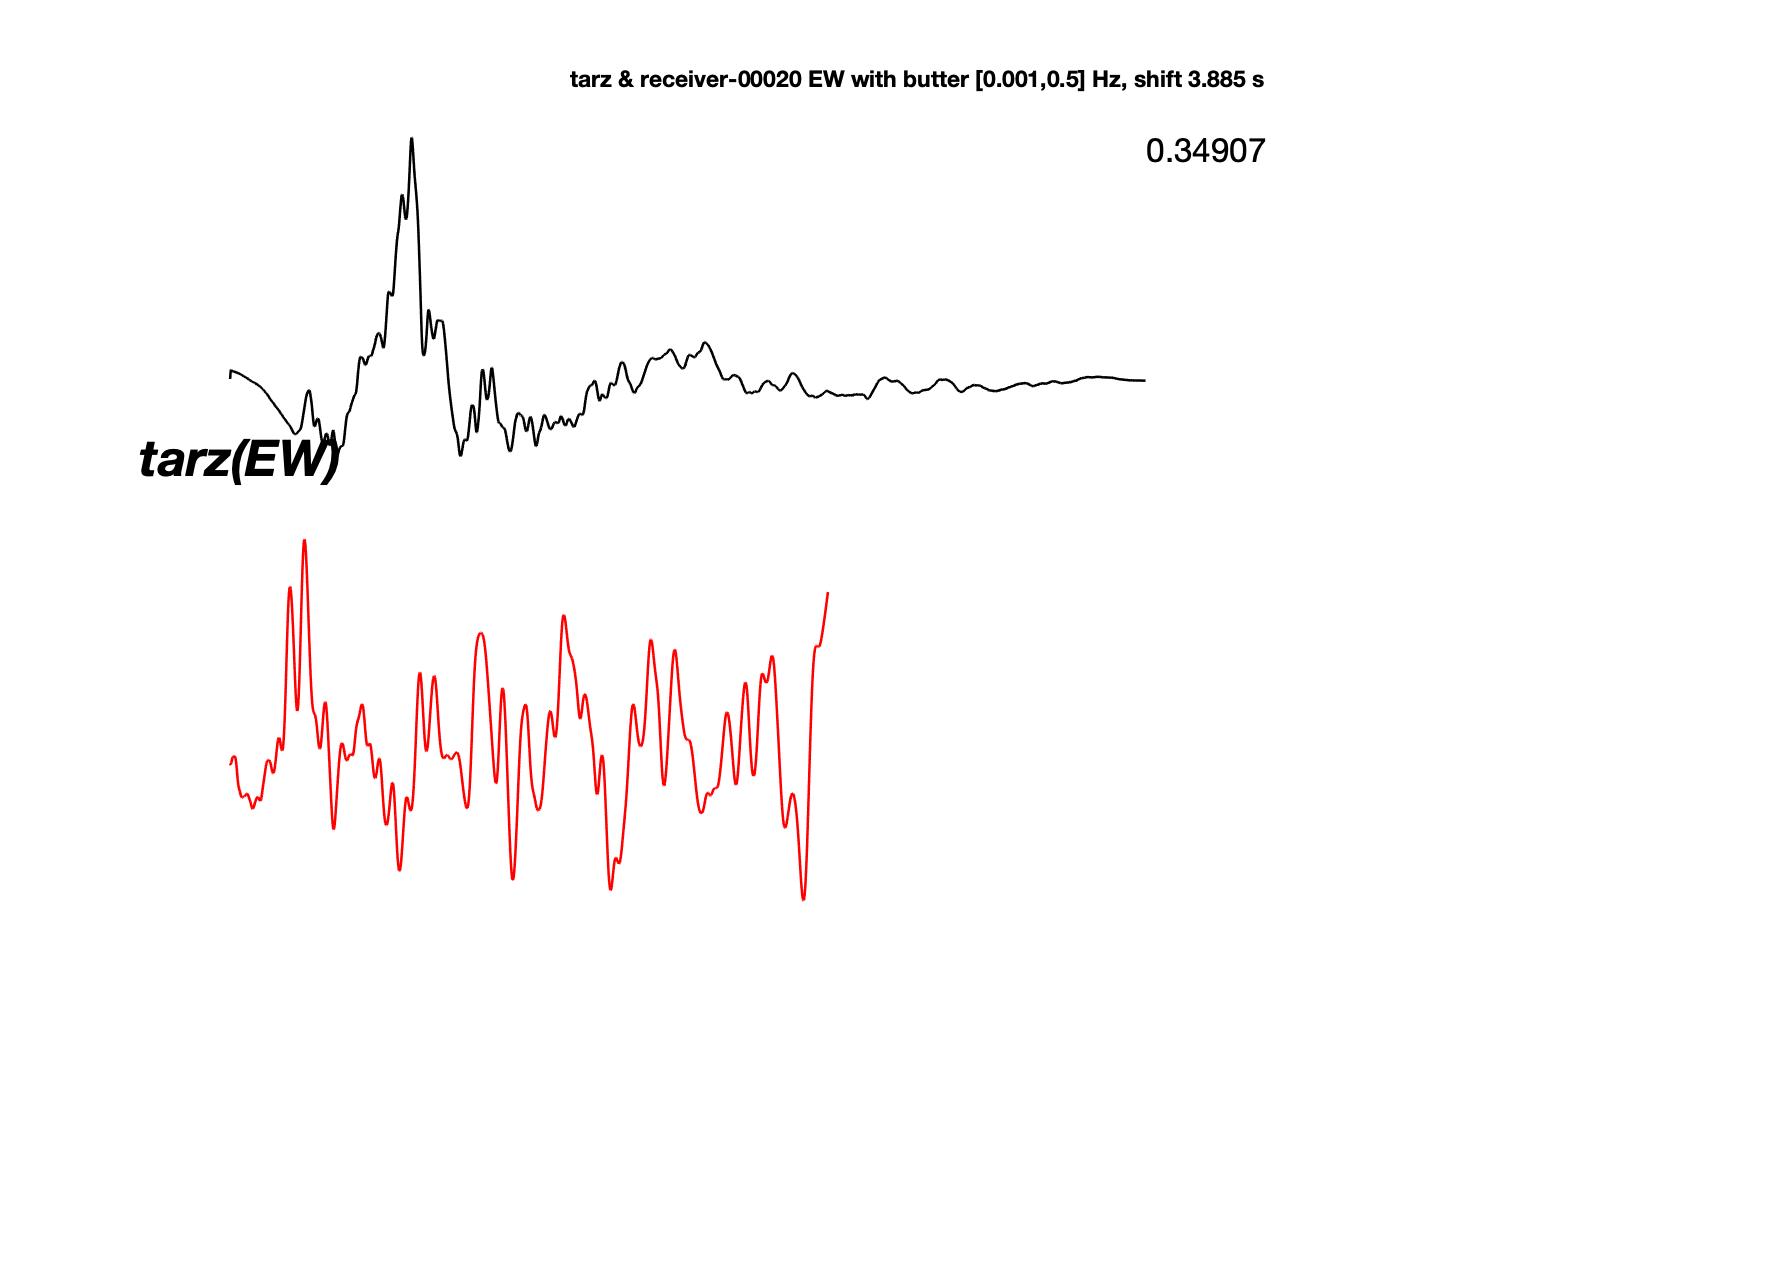 tarz & receiver-00020 EW with butter [0.001,0.5] Hz, shift 3.885 s
0.34907
tarz(EW)